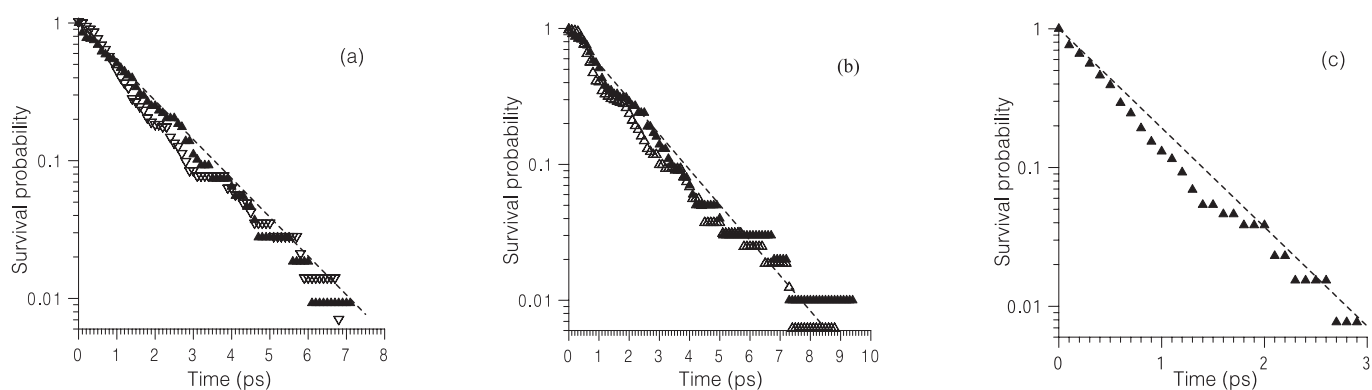 1
(a)
0.1
0.01
Survival probability
0 1 2 3 4 5 6 7 8
Time (ps)
1
(b)
0.1
0.01
Survival probability
0 1 2 3 4 5 6 7 8 9 10
Time (ps)
1
(c)
0.1
0.01
Survival probability
0 1 2 3
Time (ps)